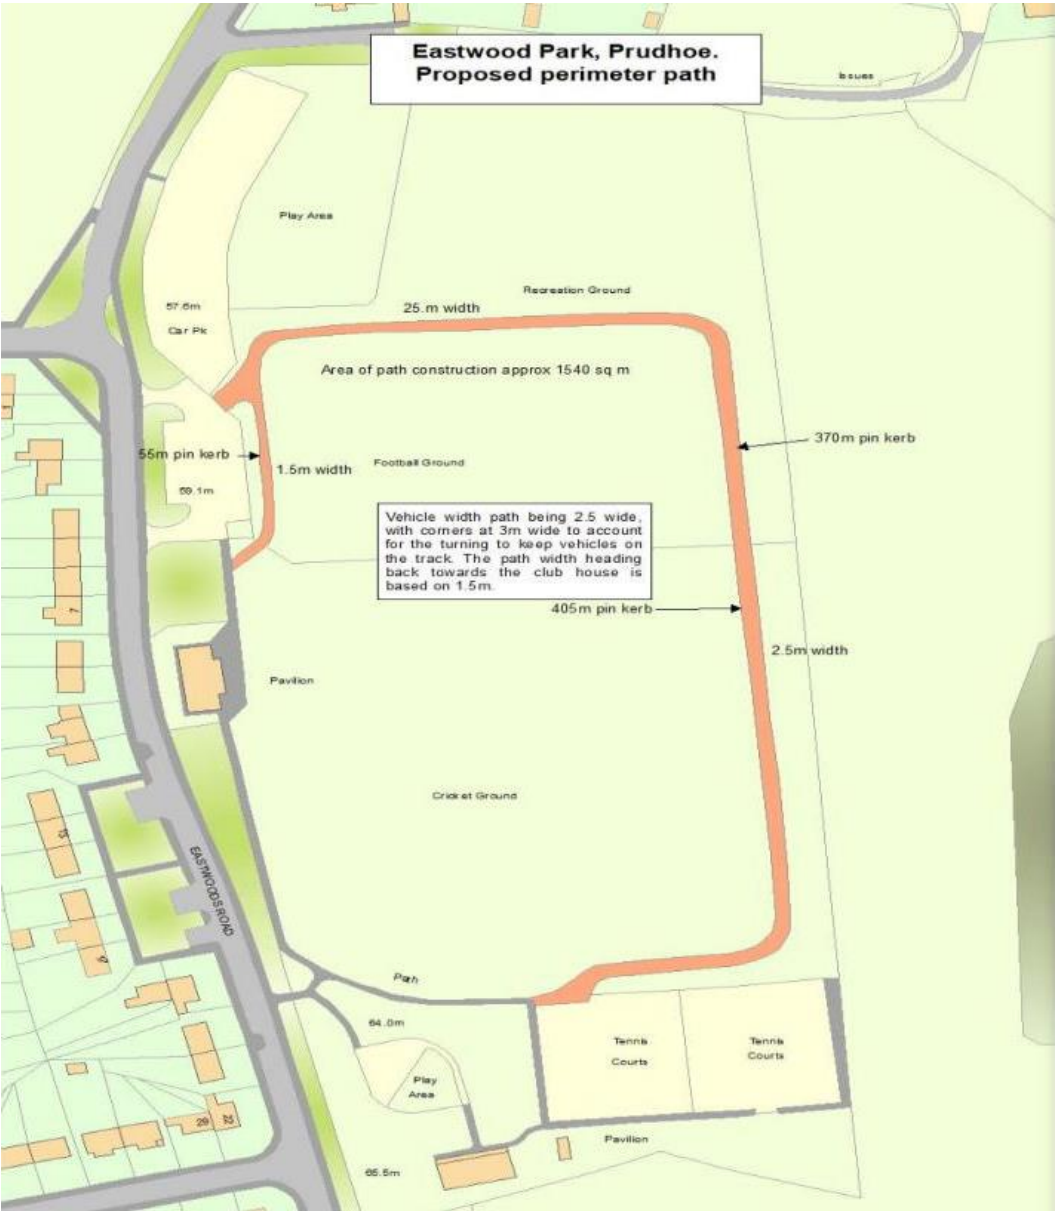 Eastwood Park, Prudhoe.
Proposed perimeter path
Issues
Play Area
Recreation Ground
25.m width
57.6m
Car Pk
Area of path construction approx 1540 sq m
370m pin kerb
55m pin kerb
1.5m width
Football Ground
59.1m
Vehicle width path being 2.5 wide,
with corners at 3m wide to account
for the turning to keep vehicles on
the track. The path width heading
back towards the club house is
based on 1.5m.
405m pin kerb
7
2.5m width
Pavilion
Cricket Ground
15
EASTWOODS ROAD
17
Path
64.0m
Tennis
Courts
Tennis
Courts
Play
Area
22
Pavilion
65.5m